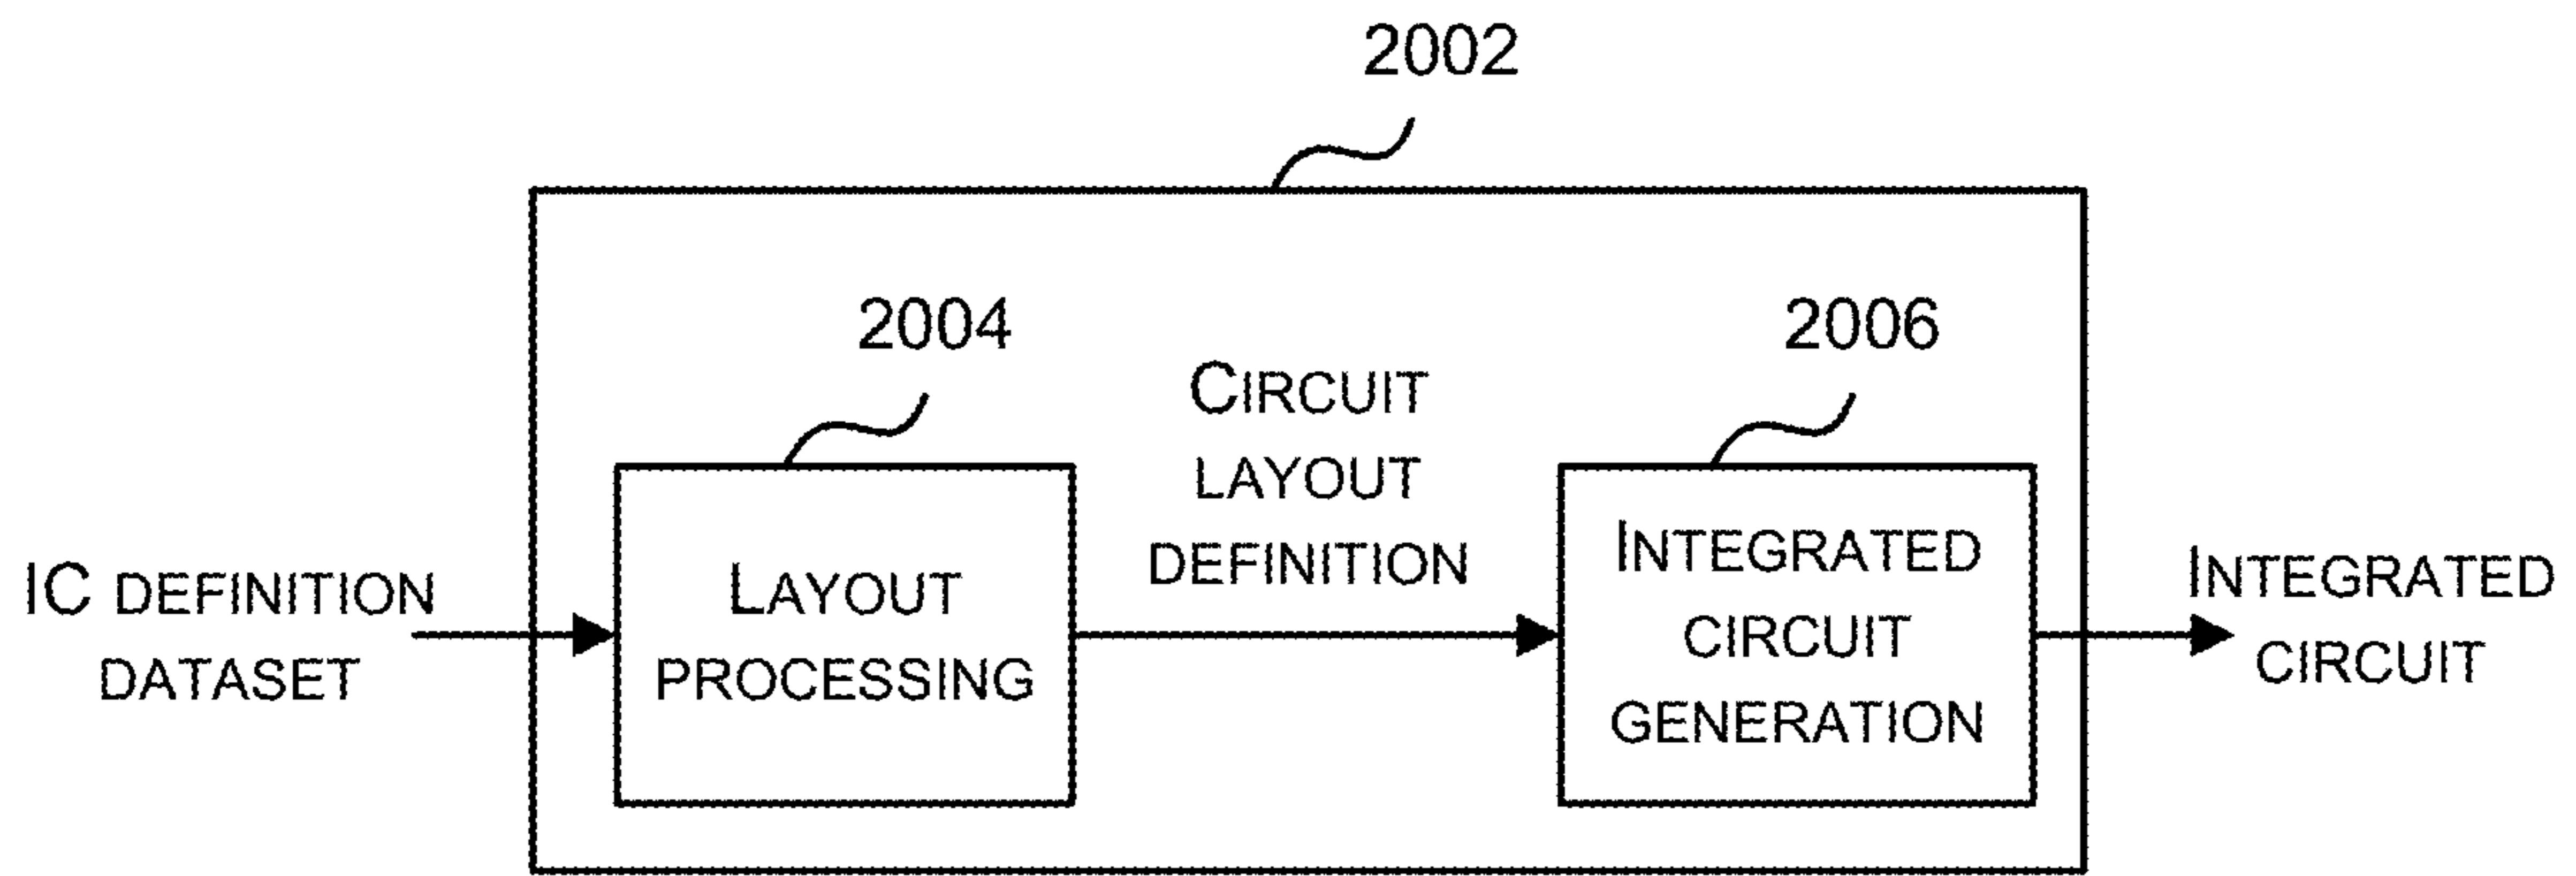 2002
2004
2006
CIRCUIT
LAYOUT
DEFINITION
IC DEFINITION
DATASET
LAYOUT
PROCESSING
INTEGRATED
CIRCUIT
GENERATION
INTEGRATED
CIRCUIT